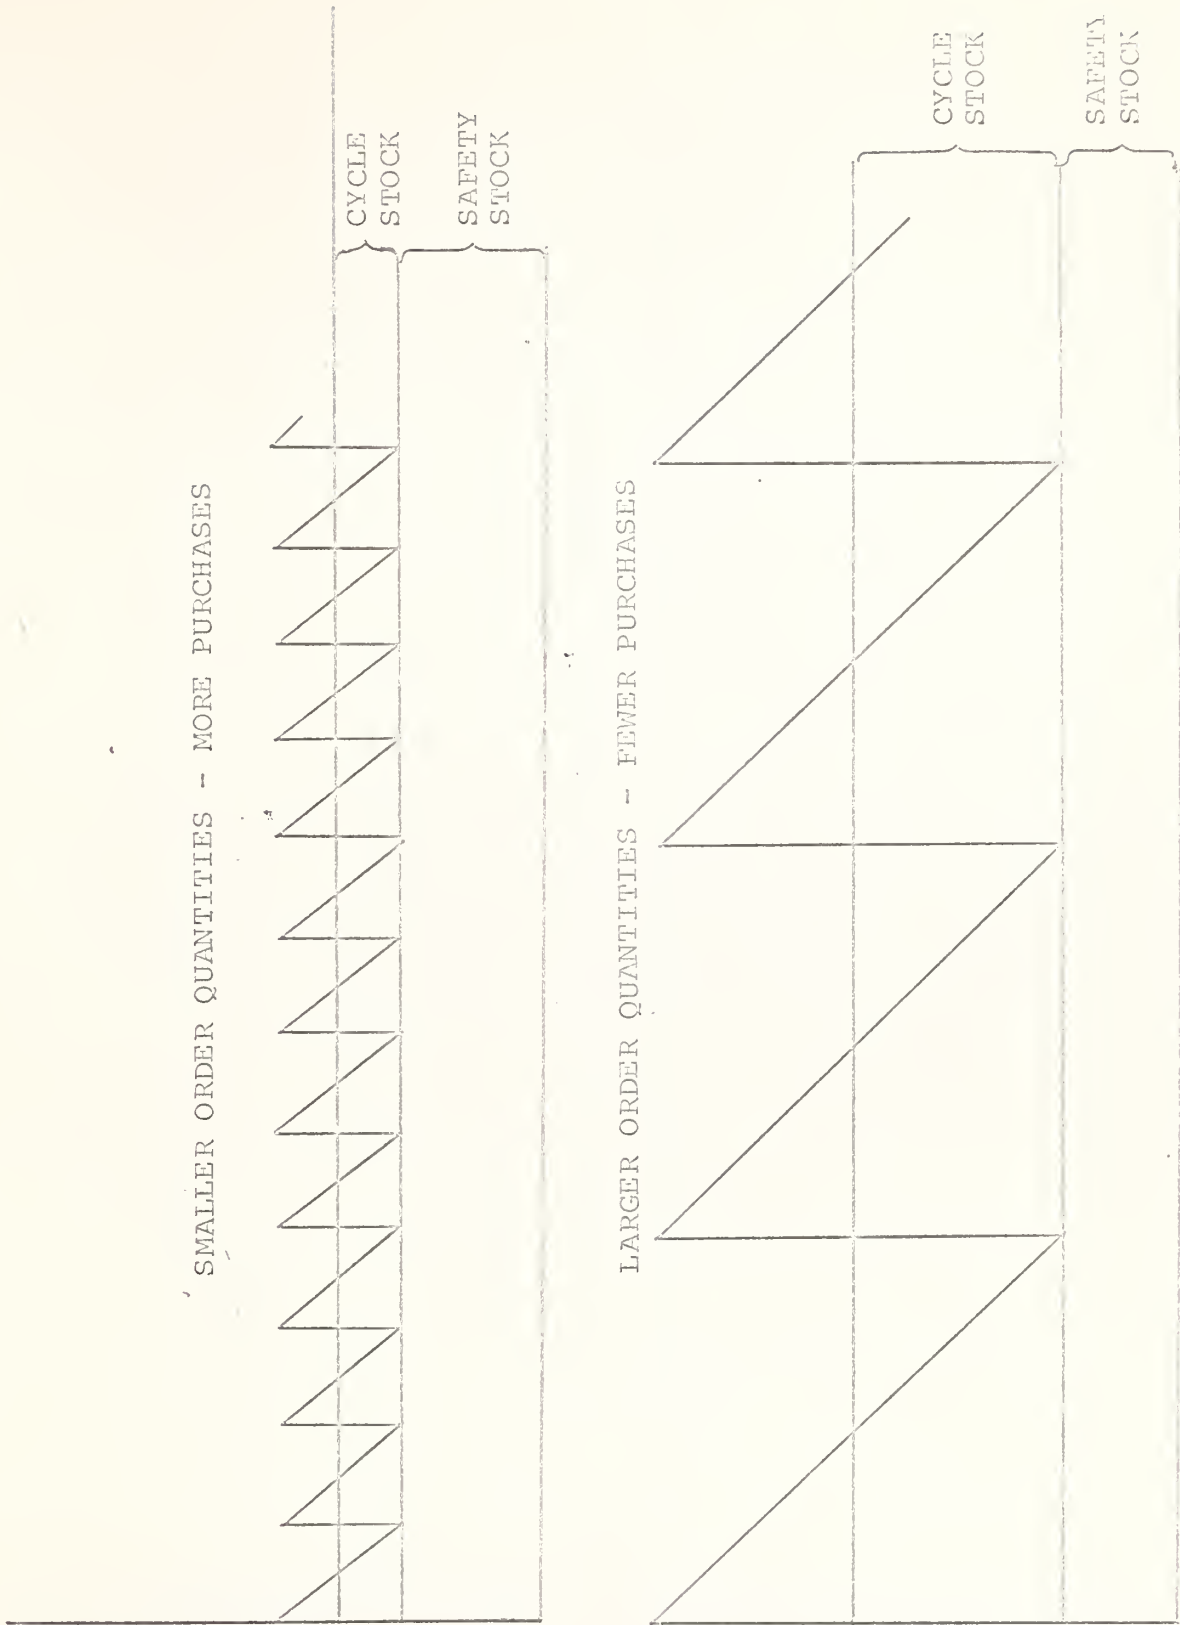 SMALLER ORDER QUANTITIES - MORE PURCHASES
CYCLE
STOCK
SAFETY
STOCK
LARGER ORDER QUANTITIES - FEWER PURCHASES
CYCLE
STOCK
SAFETY
STOCK